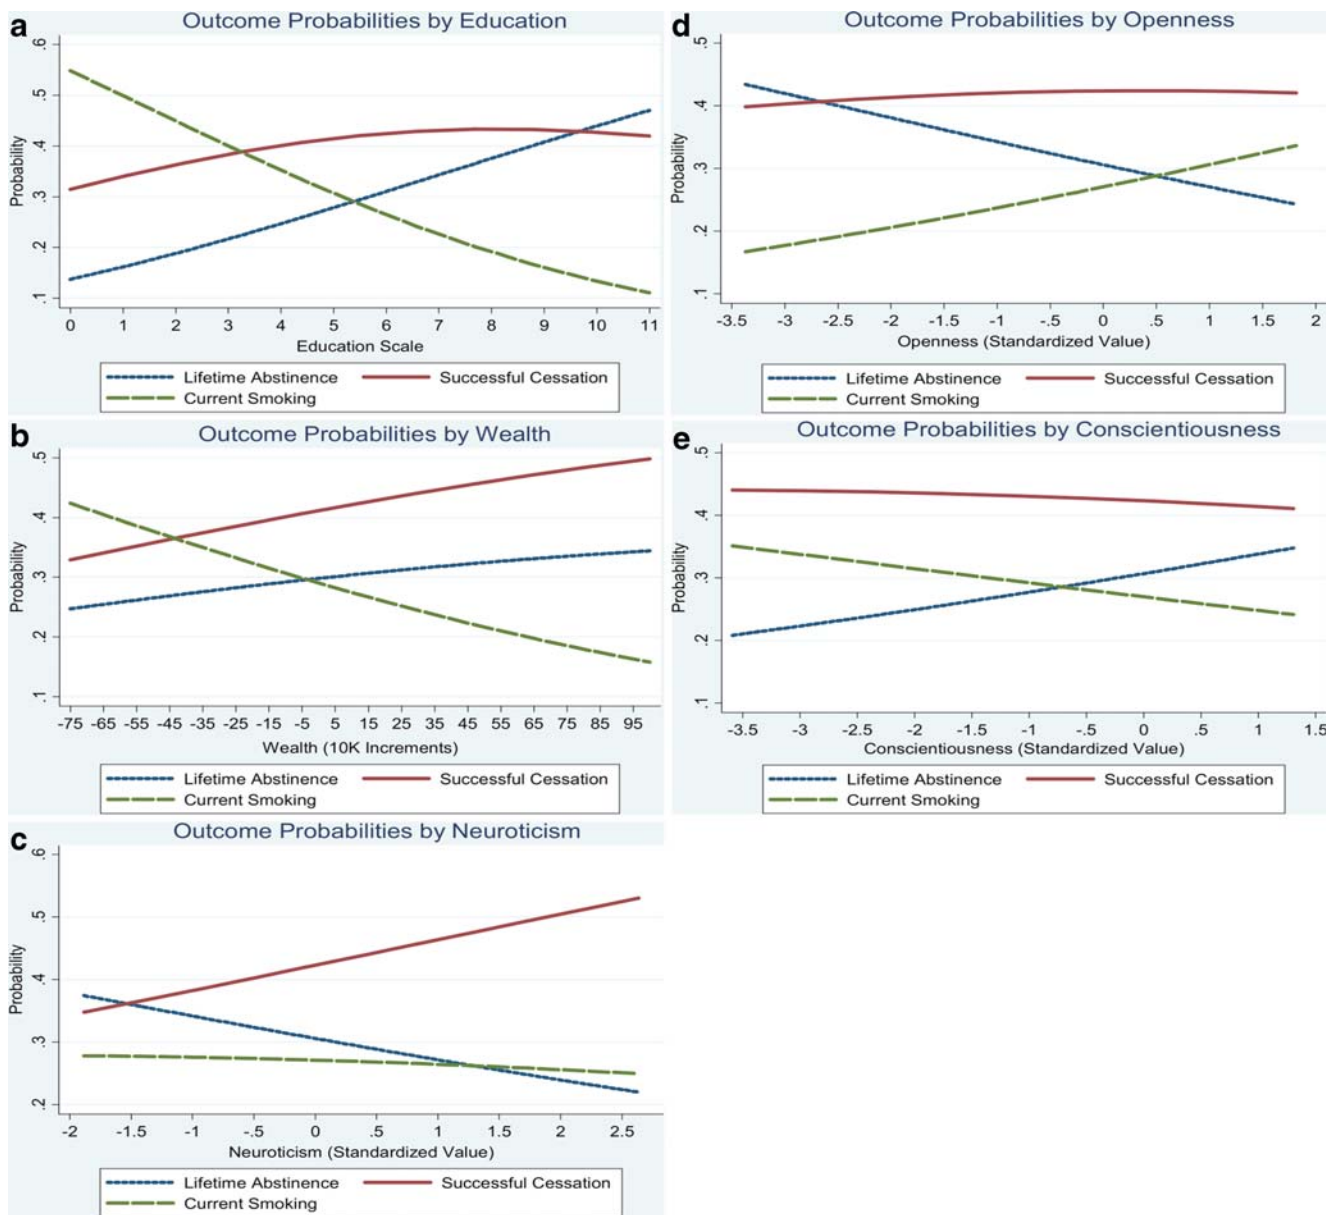 a
Outcome Probabilities by Education
.6
.5
.4
.3
.2
.1
Probability
0 1 2 3 4 5 6 7 8 9 10 11
Education Scale
Lifetime Abstinence Successful Cessation
Current Smoking
b
Outcome Probabilities by Wealth
.5
.4
.3
.2
.1
Probability
-75 -65 -55 -45 -35 -25 -15 -5 5 15 25 35 45 55 65 75 85 95
Wealth (10K Increments)
Lifetime Abstinence Successful Cessation
Current Smoking
c
Outcome Probabilities by Neuroticism
.6
.5
.4
.3
.2
Probability
-2 -1.5 -1 -.5 0 .5 1 1.5 2 2.5
Neuroticism (Standardized Value)
Lifetime Abstinence Successful Cessation
Current Smoking
d
Outcome Probabilities by Openness
.5
.4
.3
.2
.1
Probability
-3.5 -3 -2.5 -2 -1.5 -1 -.5 0 .5 1 1.5 2
Openness (Standardized Value)
Lifetime Abstinence Successful Cessation
Current Smoking
e
Outcome Probabilities by Conscientiousness
.5
.4
.3
.2
.1
Probability
-3.5 -3 -2.5 -2 -1.5 -1 -.5 0 .5 1 1.5
Conscientiousness (Standardized Value)
Lifetime Abstinence Successful Cessation
Current Smoking